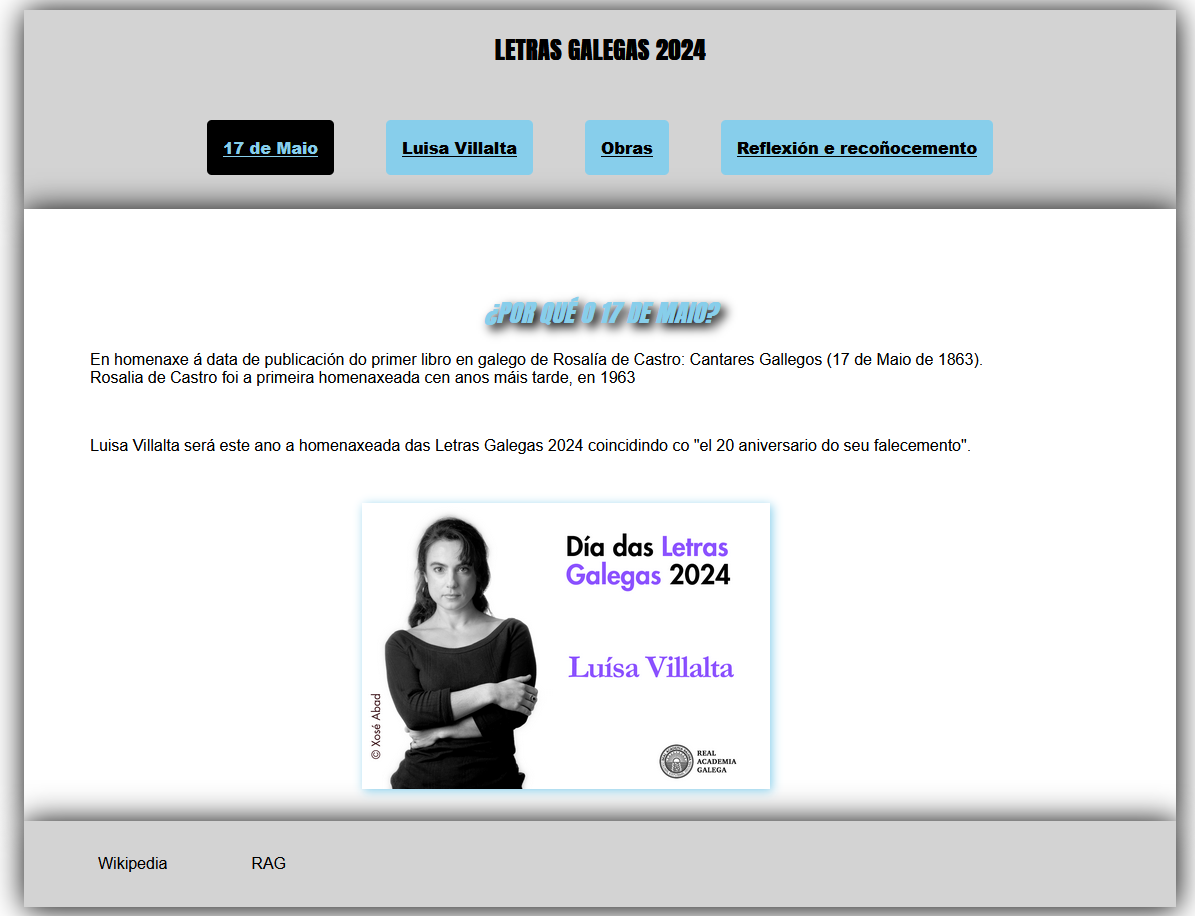 LETRAS GALEGAS 2024
17 de Maio
Luisa Villalta
Obras
Reflexión e recoñocemento
¿POR QUÉ O 17 DE MAIO?
En homenaxe á data de publicación do primer libro en galego de Rosalía de Castro: Cantares Gallegos (17 de Maio de 1863).
Rosalia de Castro foi a primeira homenaxeada cen anos máis tarde, en 1963
Luisa Villalta será este ano a homenaxeada das Letras Galegas 2024 coincidindo co "el 20 aniversario do seu falecemento".
Día das Letras
Galegas 2024
Luísa Villalta
© Xosé Abad
REAL
ACADEMIA
GALEGA
Wikipedia
RAG